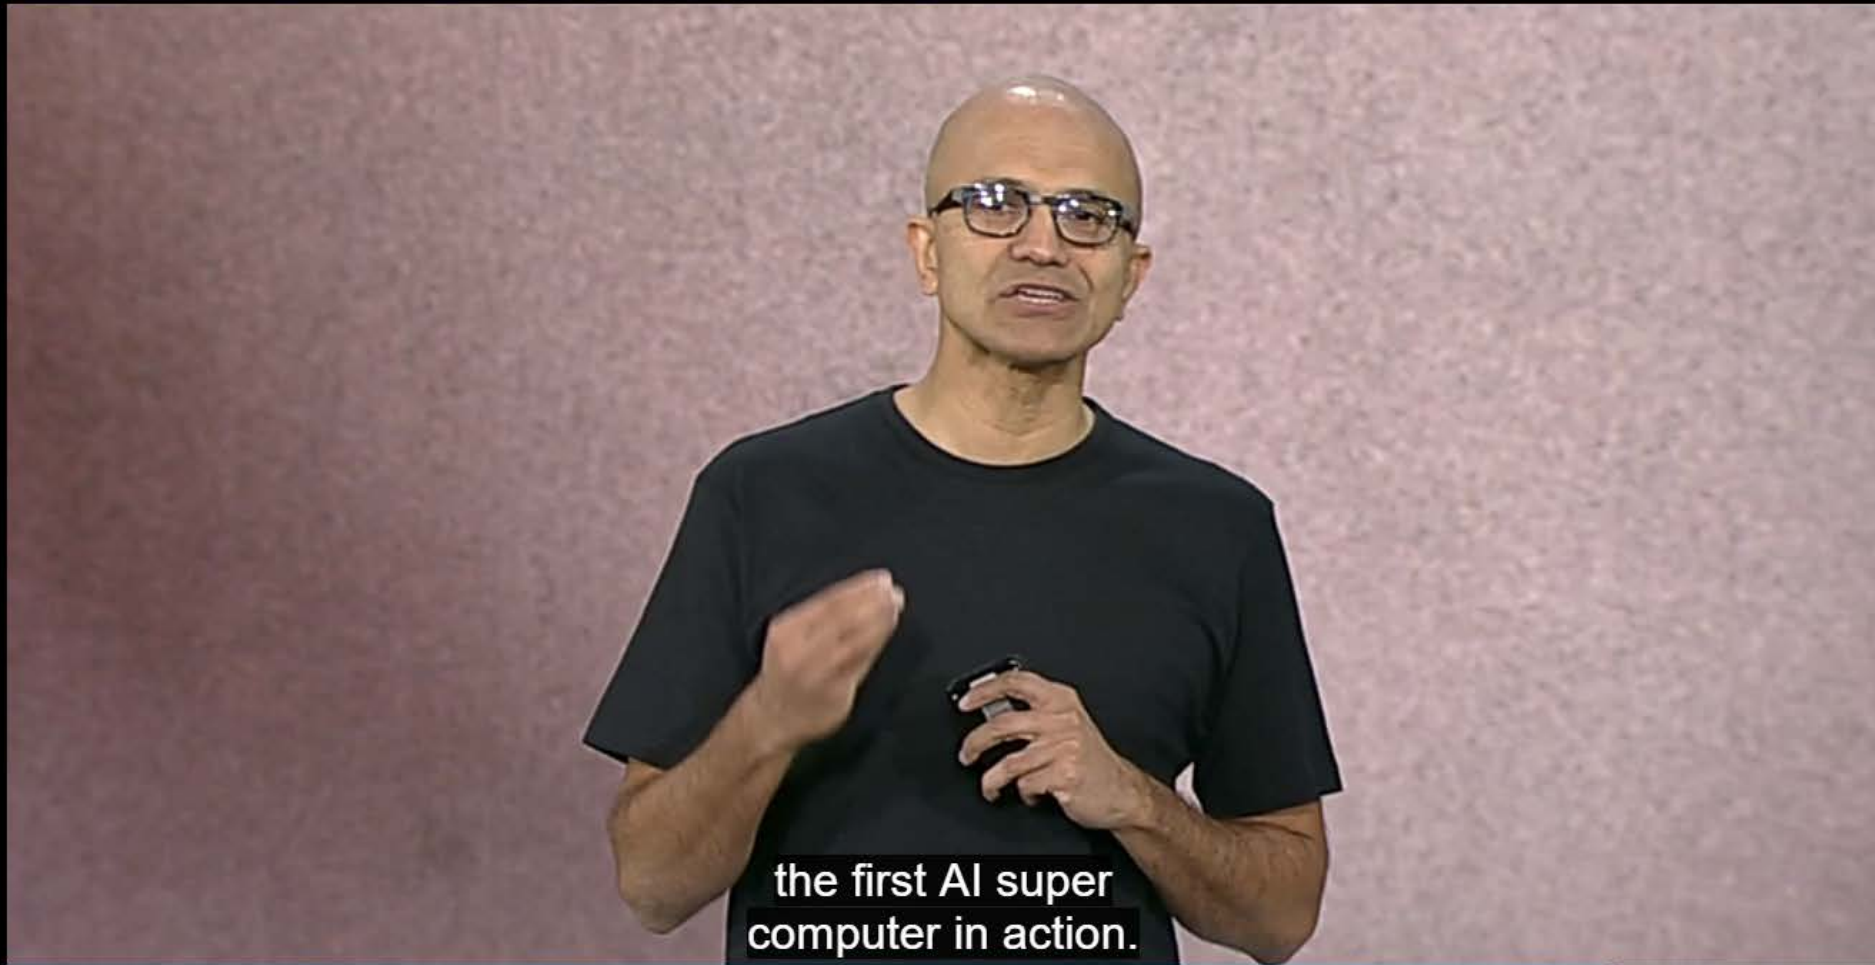 the first AI super
computer in action.